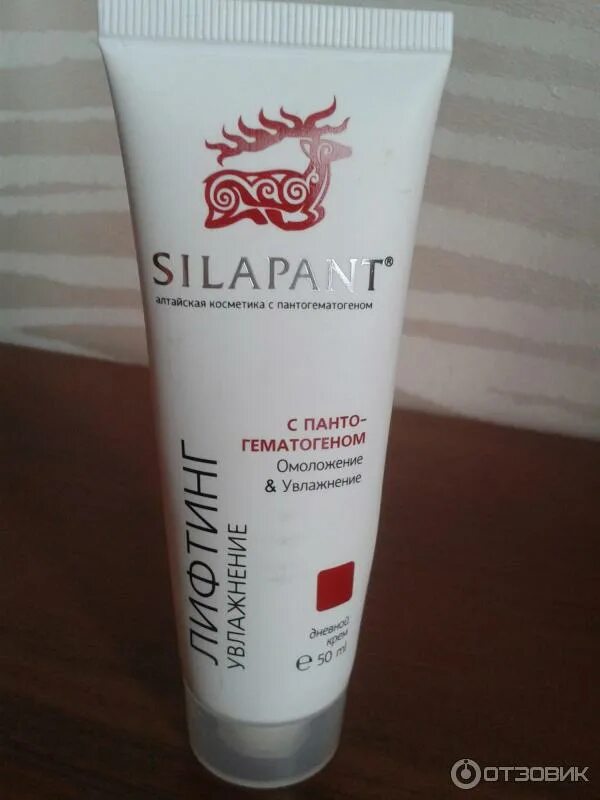 SILAPANT®
алтайская косметика с пантогематогеном
С ПАНТО-
ГЕМАТОГЕНОМ
Омоложение
& Увлажнение
ЛИФТИНГ
УВЛАЖНЕНИЕ
дневной
крем
℮ 50 ml
ОТЗОВИК